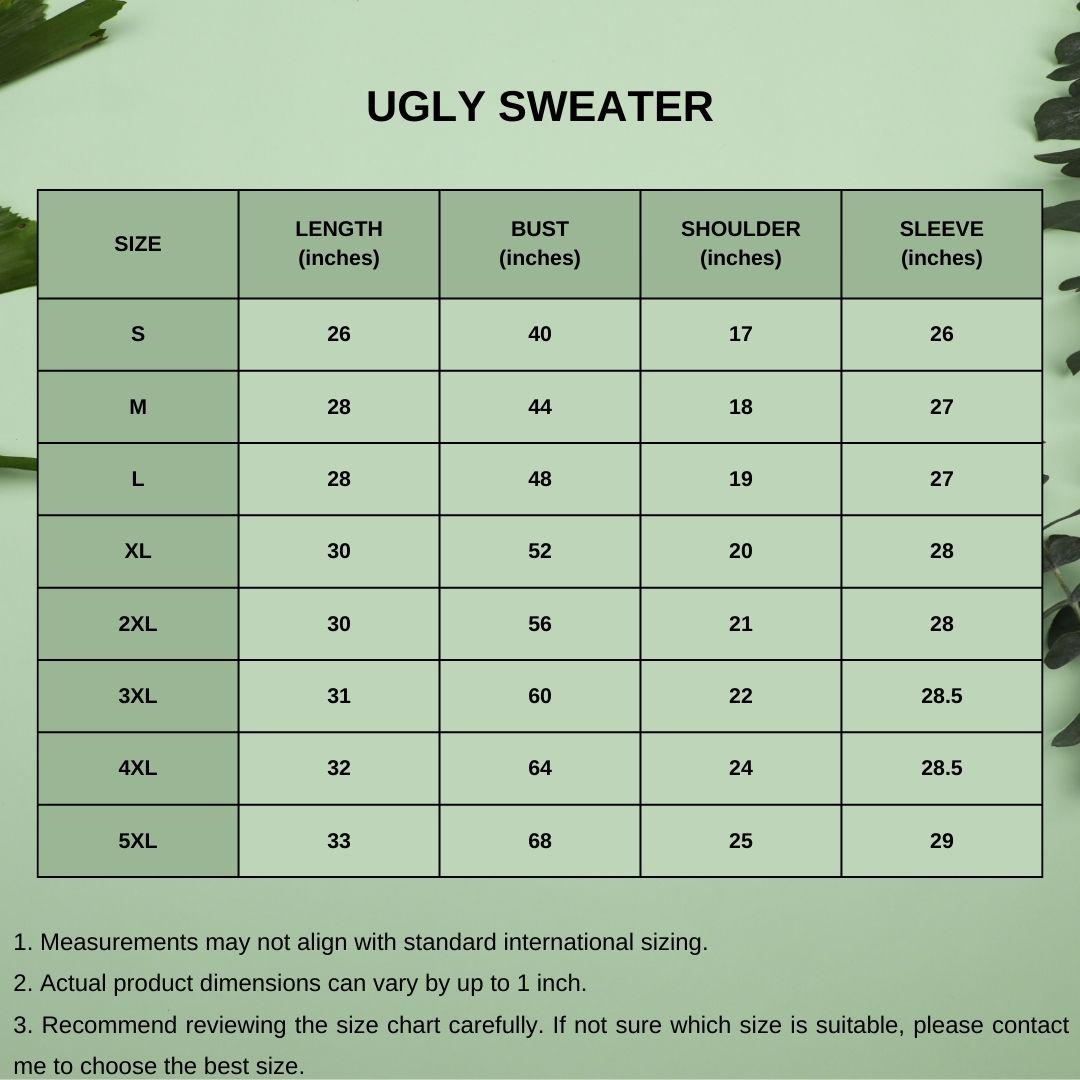 UGLY SWEATER
SIZE LENGTH (inches) BUST (inches) SHOULDER (inches) SLEEVE (inches)
S 26 40 17 26
M 28 44 18 27
L 28 48 19 27
XL 30 52 20 28
2XL 30 56 21 28
3XL 31 60 22 28.5
4XL 32 64 24 28.5
5XL 33 68 25 29
1. Measurements may not align with standard international sizing.
2. Actual product dimensions can vary by up to 1 inch.
3. Recommend reviewing the size chart carefully. If not sure which size is suitable, please contact
me to choose the best size.